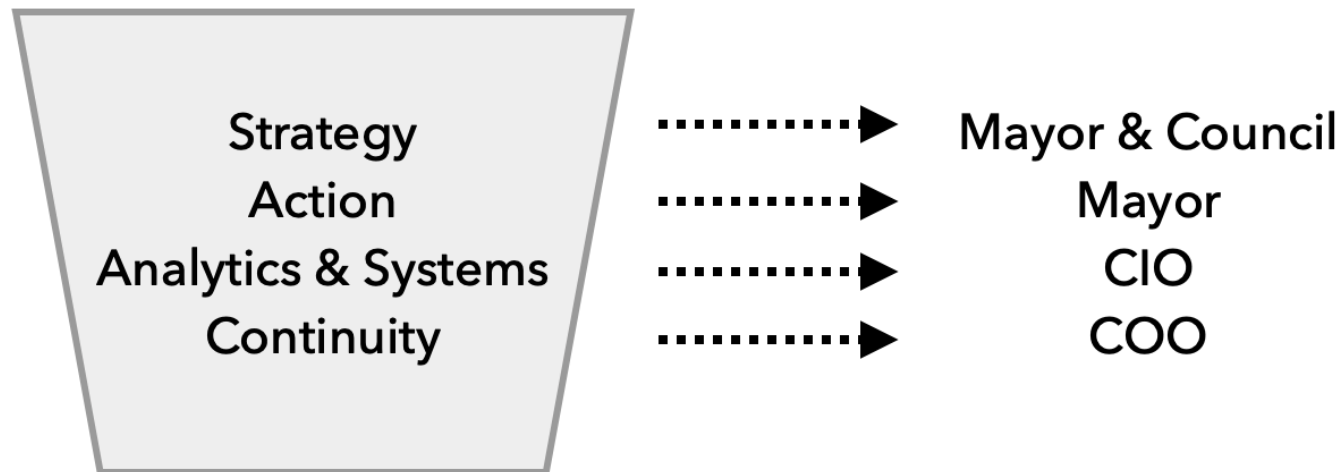 Strategy Mayor & Council
Action Mayor
Analytics & Systems CIO
Continuity COO